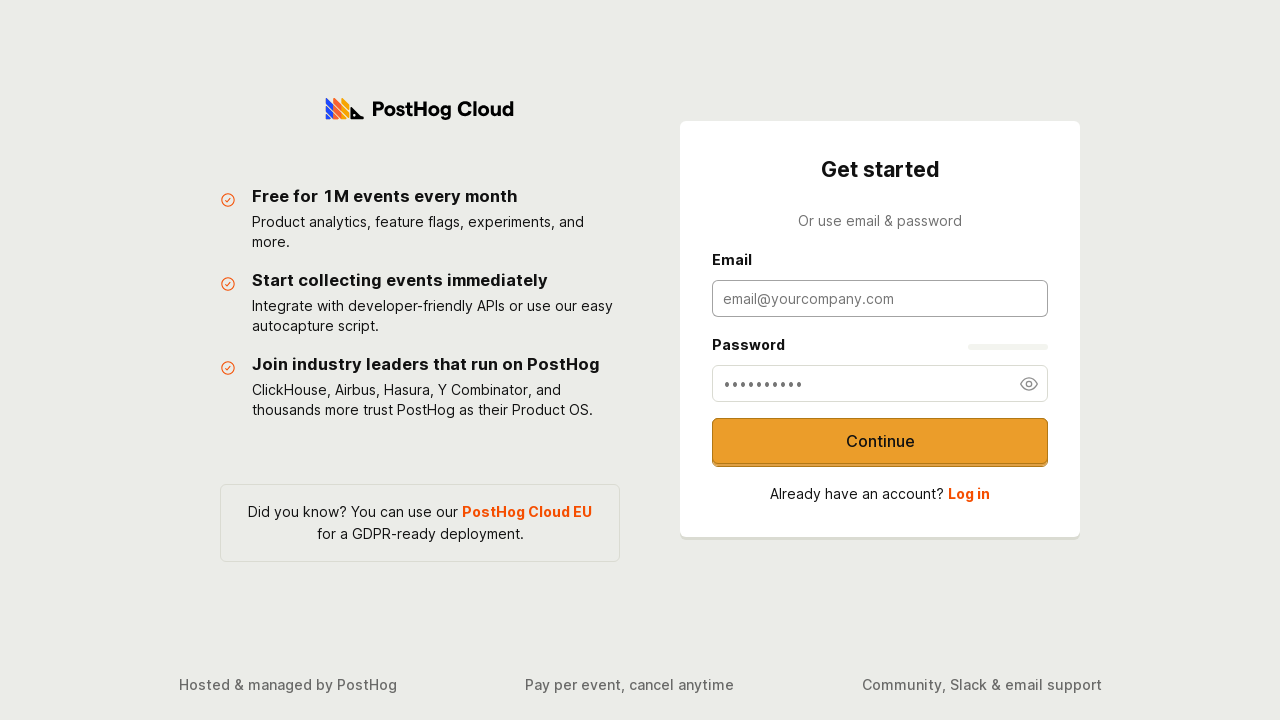 PostHog Cloud
Free for 1M events every month
Product analytics, feature flags, experiments, and
more.
Start collecting events immediately
Integrate with developer-friendly APIs or use our easy
autocapture script.
Join industry leaders that run on PostHog
ClickHouse, Airbus, Hasura, Y Combinator, and
thousands more trust PostHog as their Product OS.
Did you know? You can use our PostHog Cloud EU
for a GDPR-ready deployment.
Get started
Or use email & password
Email
email@yourcompany.com
Password
••••••••••
Continue
Already have an account? Log in
Hosted & managed by PostHog
Pay per event, cancel anytime
Community, Slack & email support